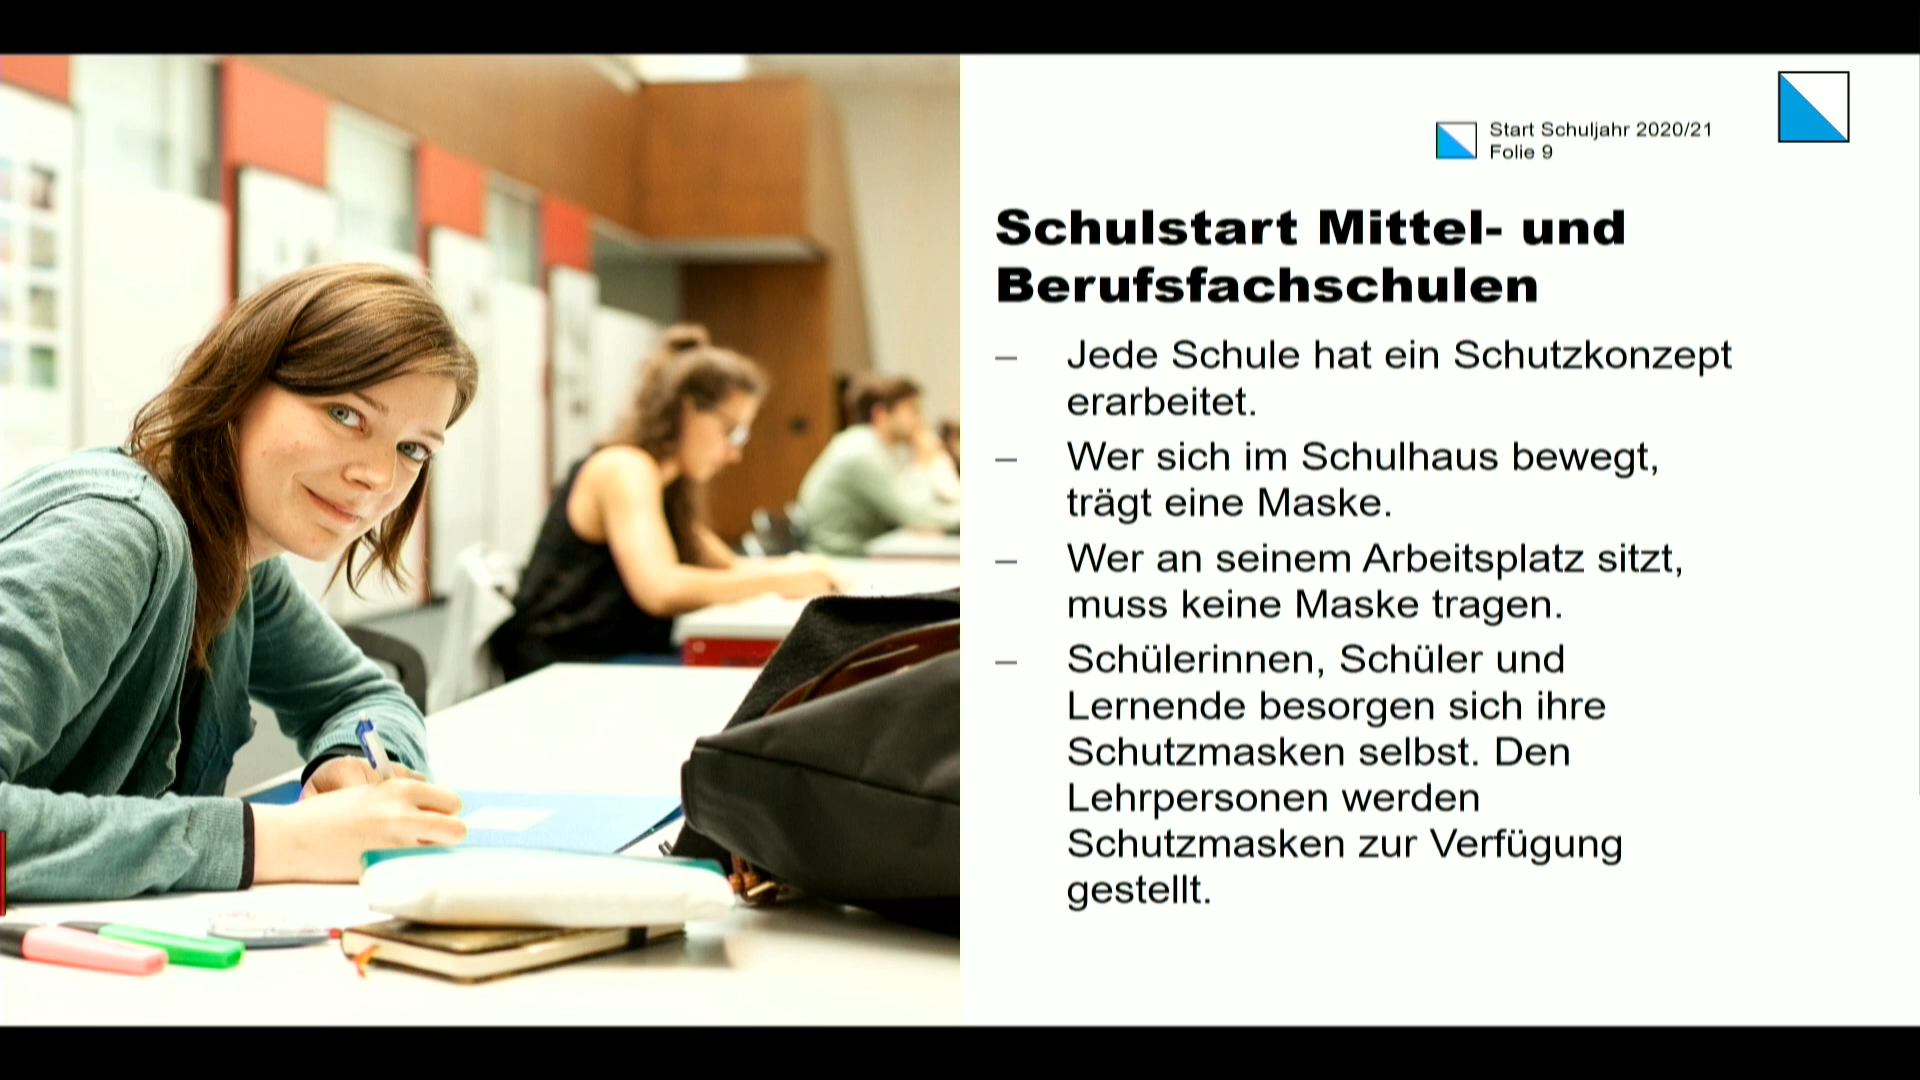 Start Schuljahr 2020/21
Folie 9
Schulstart Mittel- und
Berufsfachschulen
– Jede Schule hat ein Schutzkonzept
erarbeitet.
– Wer sich im Schulhaus bewegt,
trägt eine Maske.
– Wer an seinem Arbeitsplatz sitzt,
muss keine Maske tragen.
– Schülerinnen, Schüler und
Lernende besorgen sich ihre
Schutzmasken selbst. Den
Lehrpersonen werden
Schutzmasken zur Verfügung
gestellt.